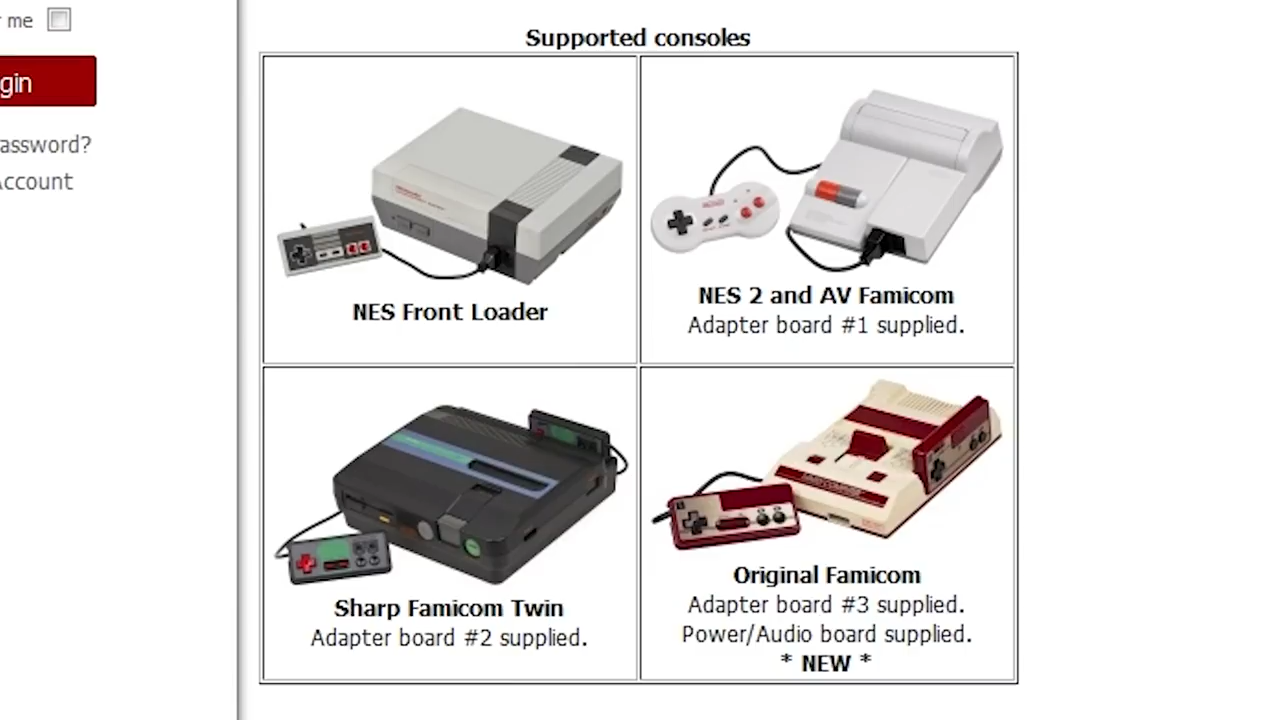 r me
gin
assword?
Account
Supported consoles
NES Front Loader
NES 2 and AV Famicom
Adapter board #1 supplied.
Sharp Famicom Twin
Adapter board #2 supplied.
Original Famicom
Adapter board #3 supplied.
Power/Audio board supplied.
* NEW *